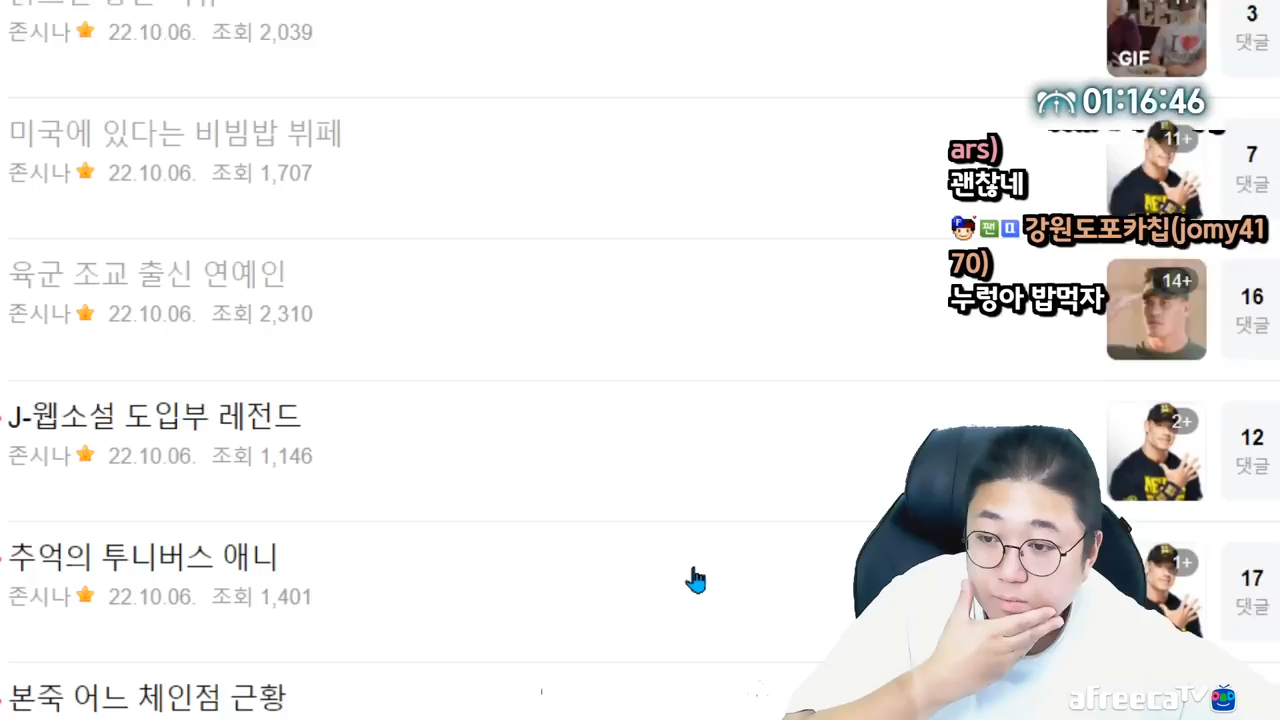 존시나 22.10.06. 조회 2,039
GIF
3
댓글
01:16:46
미국에 있다는 비빔밥 뷔페
존시나 22.10.06. 조회 1,707
11+
7
댓글
ars)
괜찮네
F 팬 강원도포카칩(jomy41
70)
누렁아 밥먹자
육군 조교 출신 연예인
존시나 22.10.06. 조회 2,310
14+
16
댓글
J-웹소설 도입부 레전드
존시나 22.10.06. 조회 1,146
2+
12
댓글
추억의 투니버스 애니
존시나 22.10.06. 조회 1,401
1+
17
댓글
본죽 어느 체인점 근황
afreecaTV